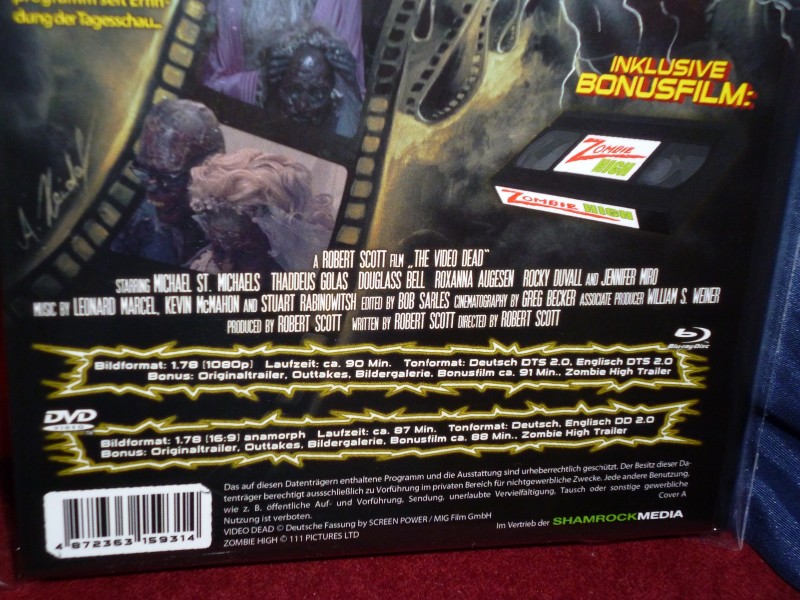 programm seit Erfin-
dung der Tagesschau...
INKLUSIVE
BONUSFILM:
ZOMBIE
HIGH
ZOMBIE HIGH
A. Heidel
A ROBERT SCOTT FILM „THE VIDEO DEAD“
STARRING MICHAEL ST. MICHAELS THADDEUS GOLAS DOUGLASS BELL ROXANNA AUGESEN ROCKY DUVALL AND JENNIFER MIRO
MUSIC BY LEONARD MARCEL, KEVIN MCMAHON AND STUART RABINOWITSH EDITED BY BOB SARLES CINEMATOGRAPHY BY GREG BECKER ASSOCIATE PRODUCER WILLIAM S. WEINER
PRODUCED BY ROBERT SCOTT WRITTEN BY ROBERT SCOTT DIRECTED BY ROBERT SCOTT
Blu-ray Disc
Bildformat: 1.78 (1080p) Laufzeit: ca. 90 Min. Tonformat: Deutsch DTS 2.0, Englisch DTS 2.0
Bonus: Originaltrailer, Outtakes, Bildergalerie, Bonusfilm ca. 91 Min., Zombie High Trailer
DVD
VIDEO
Bildformat: 1.78 (16:9) anamorph Laufzeit: ca. 87 Min. Tonformat: Deutsch, Englisch DD 2.0
Bonus: Originaltrailer, Outtakes, Bildergalerie, Bonusfilm ca. 88 Min., Zombie High Trailer
Das auf diesen Datenträgern enthaltene Programm und die Ausstattung sind urheberrechtlich geschützt. Der Besitz dieser Da-
tenträger berechtigt ausschließlich zu Vorführung im privaten Bereich für nichtgewerbliche Zwecke. Jede andere Benutzung,
wie z. B. öffentliche Auf- und Vorführung, Sendung, unerlaubte Vervielfältigung, Tausch oder sonstige gewerbliche
Nutzung ist verboten.
Cover A
VIDEO DEAD © Deutsche Fassung by SCREEN POWER / MIG Film GmbH
ZOMBIE HIGH © 111 PICTURES LTD
Im Vertrieb der SHAMROCKMEDIA
4 872363 159314